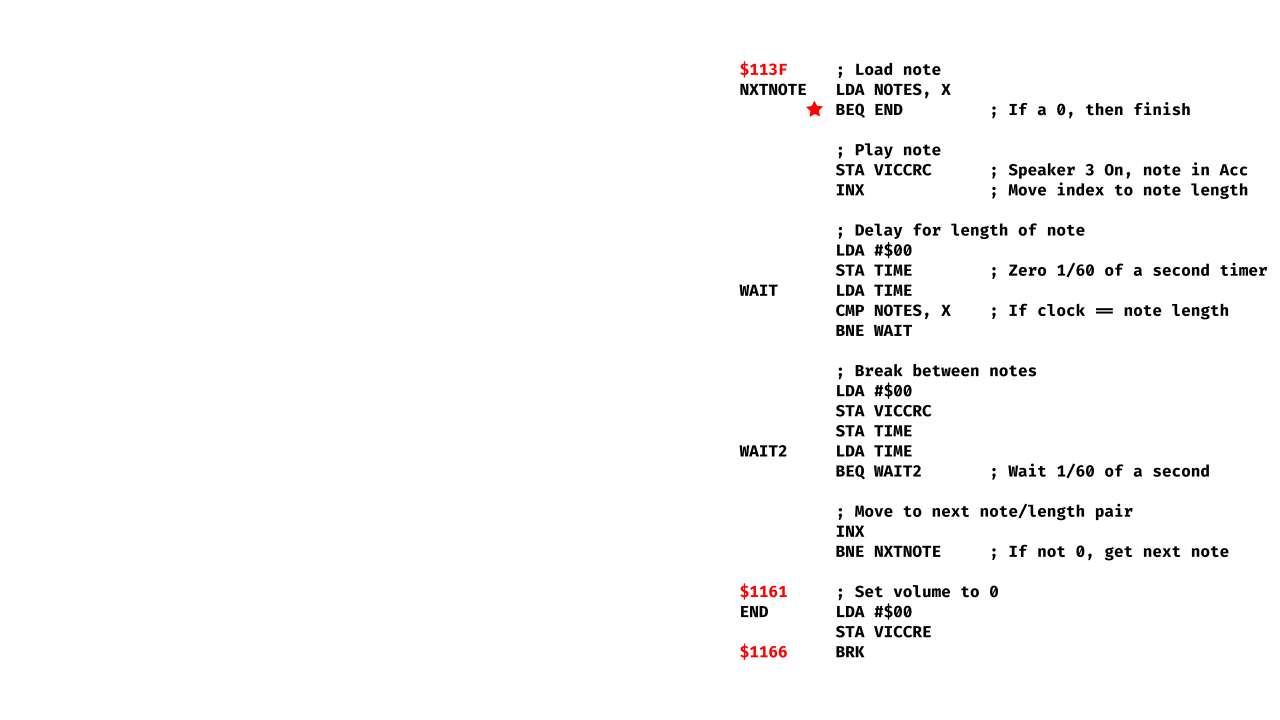 $113F ; Load note
NXTNOTE LDA NOTES, X
BEQ END ; If a 0, then finish
; Play note
STA VICCRC ; Speaker 3 On, note in Acc
INX ; Move index to note length
; Delay for length of note
LDA #$00
STA TIME ; Zero 1/60 of a second timer
WAIT LDA TIME
CMP NOTES, X ; If clock == note length
BNE WAIT
; Break between notes
LDA #$00
STA VICCRC
STA TIME
WAIT2 LDA TIME
BEQ WAIT2 ; Wait 1/60 of a second
; Move to next note/length pair
INX
BNE NXTNOTE ; If not 0, get next note
$1161 ; Set volume to 0
END LDA #$00
STA VICCRE
$1166 BRK